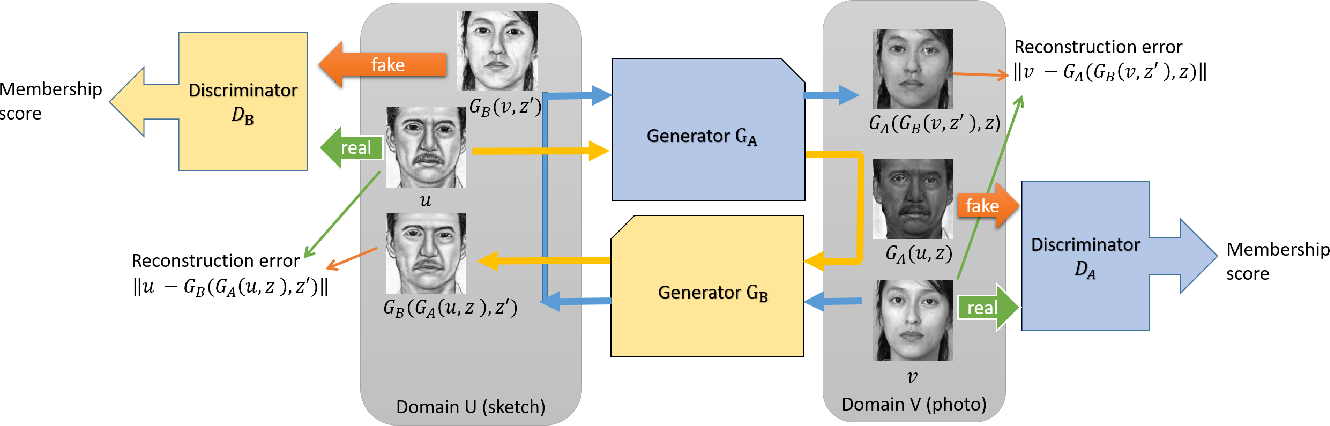 Membership
score
Discriminator
D_B
fake
real
G_B(v, z′)
u
G_B(G_A(u, z ), z′)
Reconstruction error
‖u − G_B(G_A(u, z ), z′)‖
Domain U (sketch)
Generator G_A
Generator G_B
G_A(G_B(v, z′ ), z)
G_A(u, z)
v
Domain V (photo)
Reconstruction error
‖v − G_A(G_B(v, z′ ), z)‖
fake
real
Discriminator
D_A
Membership
score